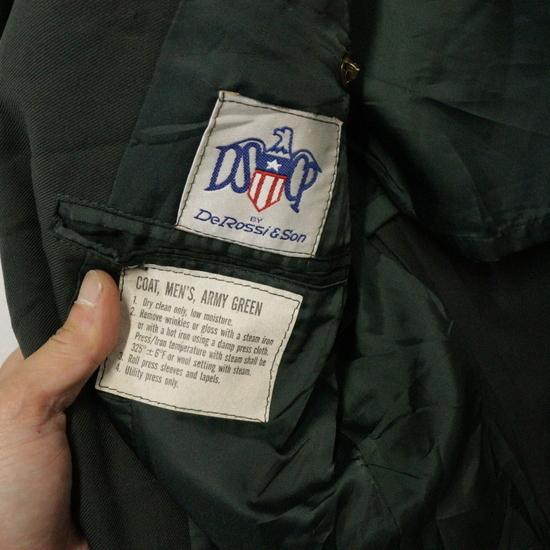 DSCP
BY
DeRossi & Son
COAT, MEN'S, ARMY GREEN
1. Dry clean only, low moisture.
2. Remove wrinkles or gloss with a steam iron
or with a hot iron using a damp press cloth.
Press/Iron temperature with steam shall be
325° ± 5°F or wool setting with steam.
3. Roll press sleeves and lapels.
4. Utility press only.